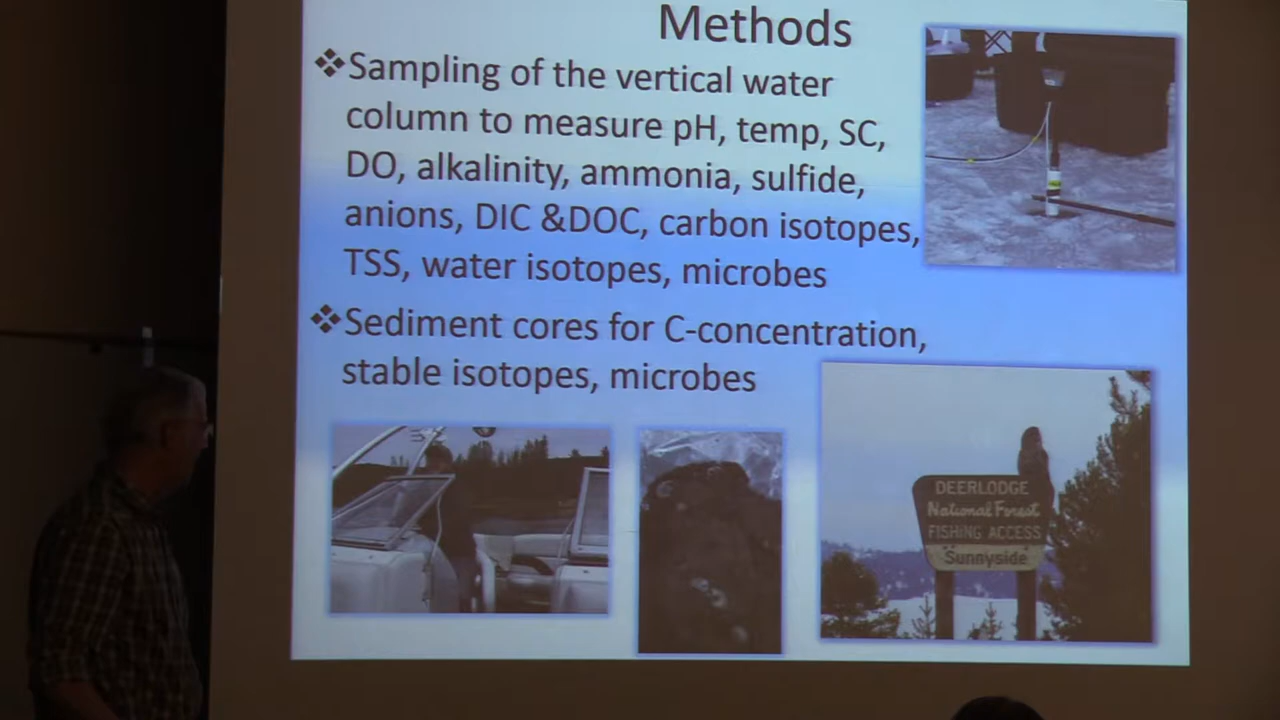 Methods
❖Sampling of the vertical water
column to measure pH, temp, SC,
DO, alkalinity, ammonia, sulfide,
anions, DIC &DOC, carbon isotopes,
TSS, water isotopes, microbes
❖Sediment cores for C-concentration,
stable isotopes, microbes
DEERLODGE
National Forest
FISHING ACCESS
Sunnyside